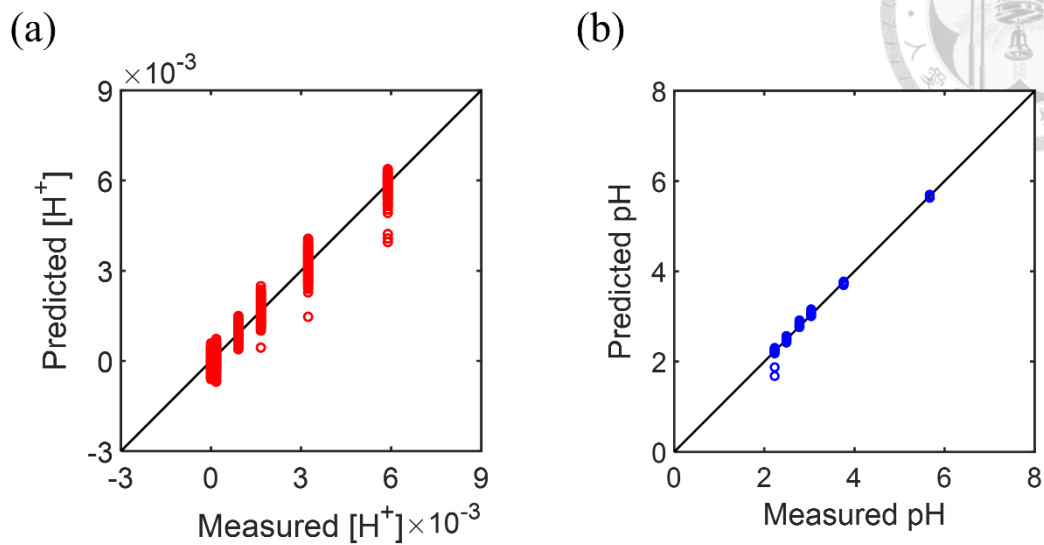 (a)
×10⁻³
9
6
3
0
-3
-3 0 3 6 9
Predicted [H⁺]
Measured [H⁺] ×10⁻³
(b)
8
6
4
2
0
0 2 4 6 8
Predicted pH
Measured pH